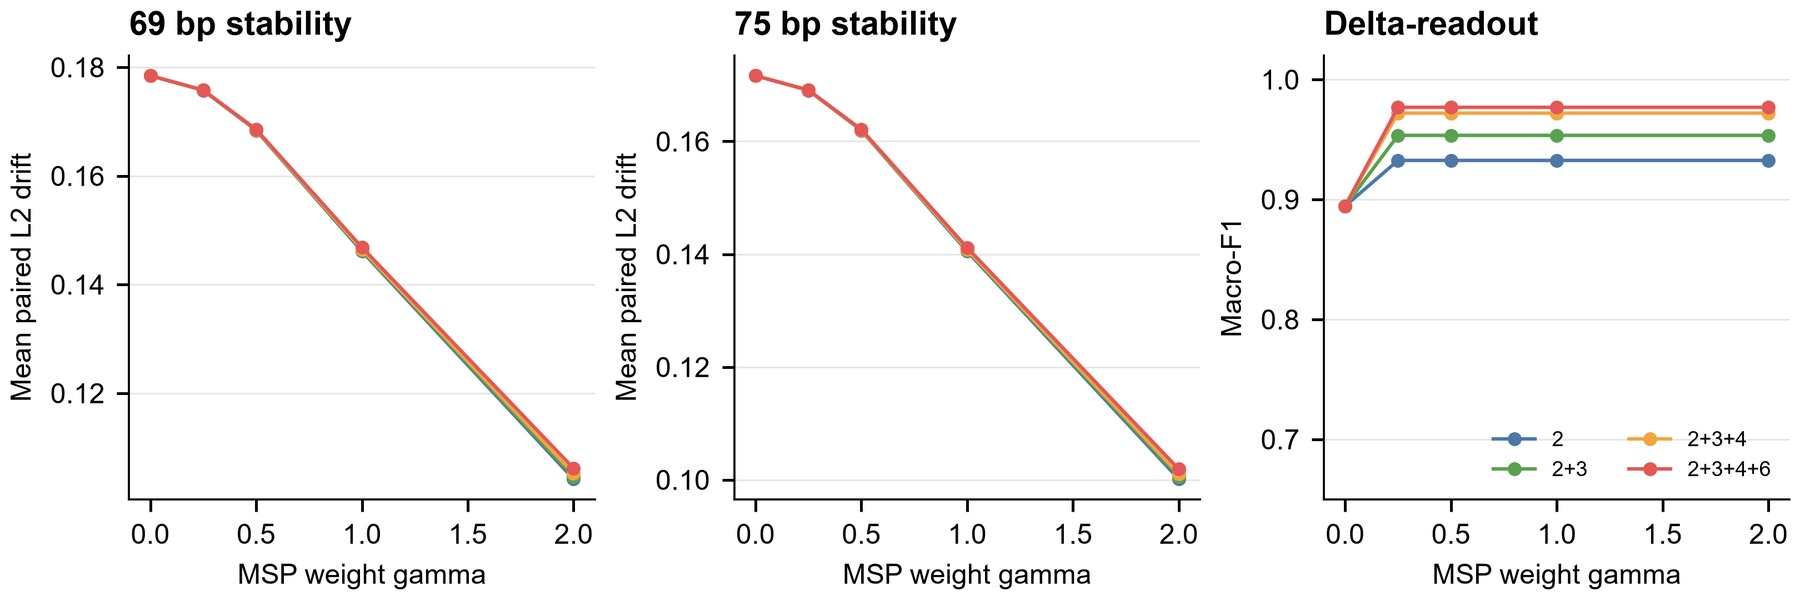 69 bp stability
Mean paired L2 drift
0.18
0.16
0.14
0.12
0.0 0.5 1.0 1.5 2.0
MSP weight gamma
75 bp stability
Mean paired L2 drift
0.16
0.14
0.12
0.10
0.0 0.5 1.0 1.5 2.0
MSP weight gamma
Delta-readout
Macro-F1
1.0
0.9
0.8
0.7
2 2+3+4
2+3 2+3+4+6
0.0 0.5 1.0 1.5 2.0
MSP weight gamma